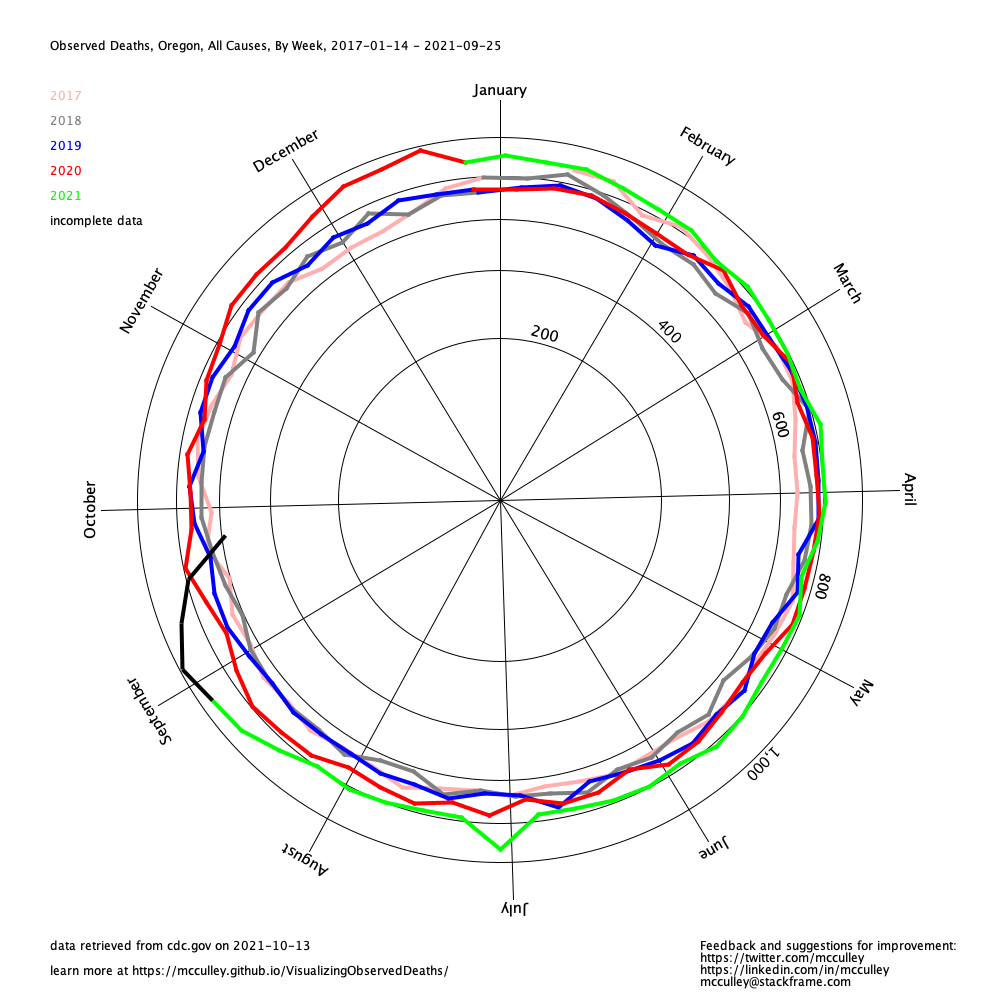 Observed Deaths, Oregon, All Causes, By Week, 2017-01-14 - 2021-09-25
2017
2018
2019
2020
2021
incomplete data
January
February
March
April
May
June
July
August
September
October
November
December
200
400
600
800
1,000
data retrieved from cdc.gov on 2021-10-13
learn more at https://mcculley.github.io/VisualizingObservedDeaths/
Feedback and suggestions for improvement:
https://twitter.com/mcculley
https://linkedin.com/in/mcculley
mcculley@stackframe.com